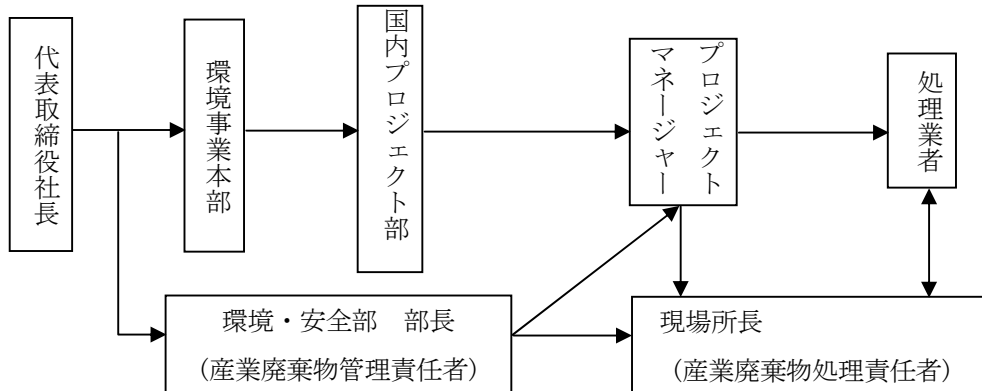 代表取締役社長
環境事業本部
国内プロジェクト部
プロジェクト
マネージャー
処理業者
環境・安全部　部長
(産業廃棄物管理責任者)
現場所長
(産業廃棄物処理責任者)